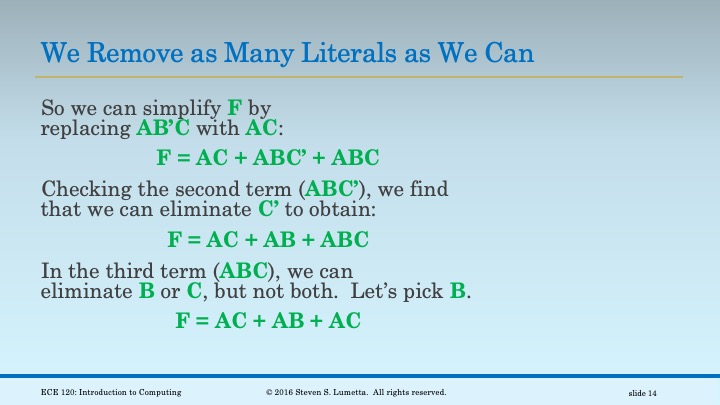 We Remove as Many Literals as We Can
So we can simplify F by
replacing AB’C with AC:
F = AC + ABC’ + ABC
Checking the second term (ABC’), we find
that we can eliminate C’ to obtain:
F = AC + AB + ABC
In the third term (ABC), we can
eliminate B or C, but not both.  Let’s pick B.
F = AC + AB + AC
ECE 120: Introduction to Computing
© 2016 Steven S. Lumetta.  All rights reserved.
slide 14